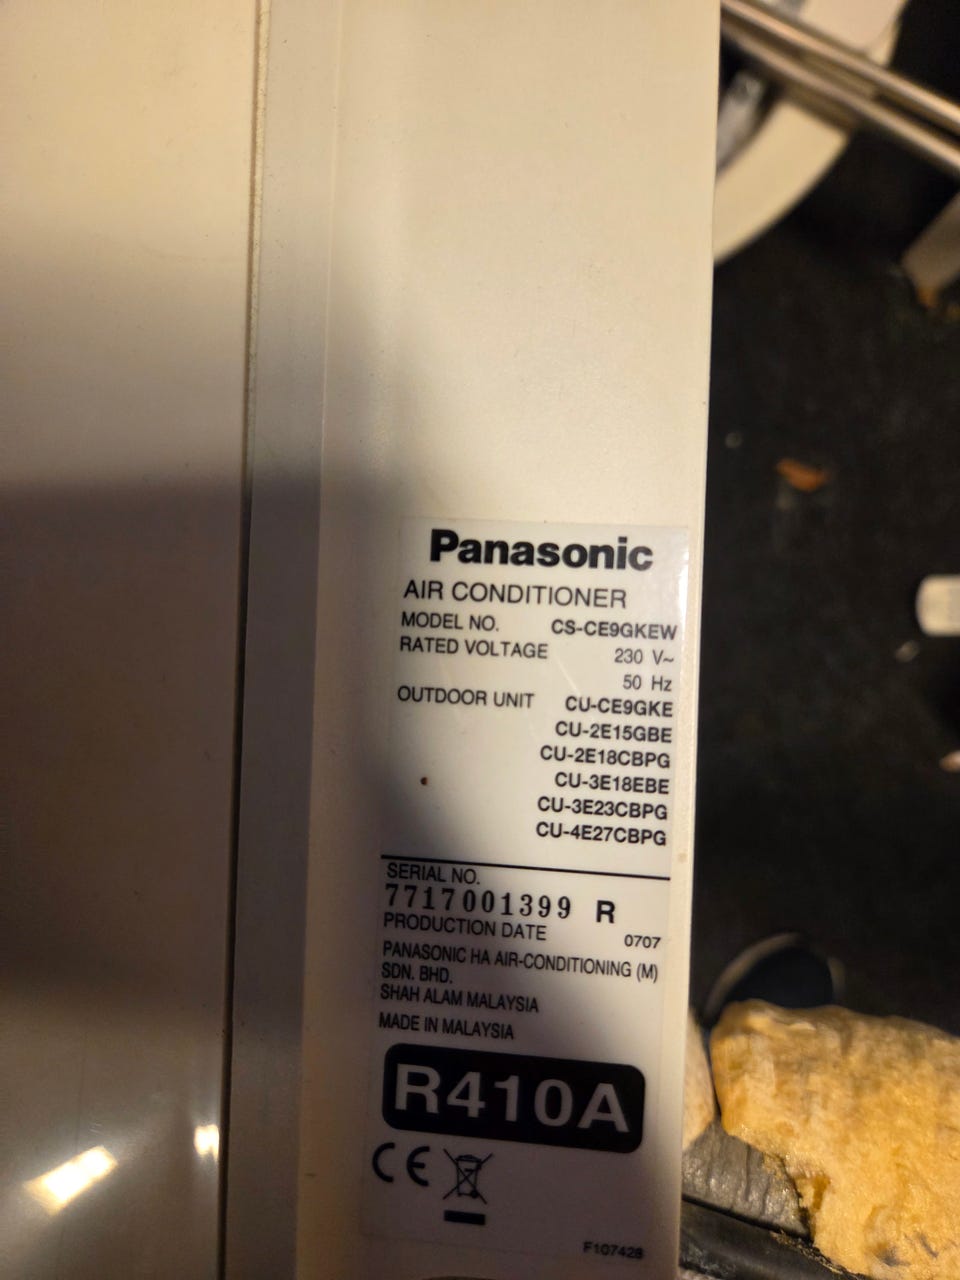 Panasonic
AIR CONDITIONER
MODEL NO. CS-CE9GKEW
RATED VOLTAGE 230 V~
50 Hz
OUTDOOR UNIT CU-CE9GKE
CU-2E15GBE
CU-2E18CBPG
CU-3E18EBE
CU-3E23CBPG
CU-4E27CBPG
SERIAL NO.
7717001399 R
PRODUCTION DATE 0707
PANASONIC HA AIR-CONDITIONING (M)
SDN. BHD.
SHAH ALAM MALAYSIA
MADE IN MALAYSIA
R410A
CE
F107428